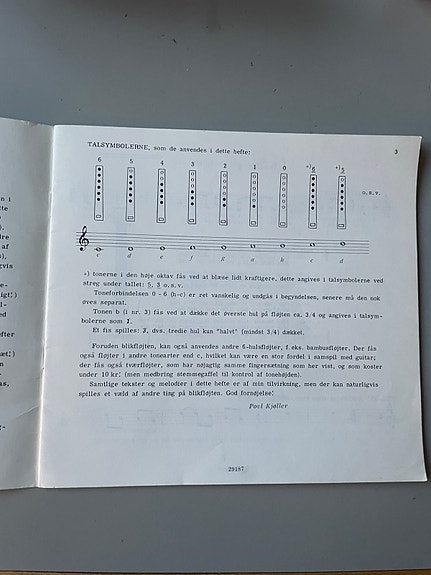 TALSYMBOLERNE, som de anvendes i dette hefte:
3
6 5 4 3 2 1 0 *) 6 *) 5
o.s.v.
c d e f g a h c d
*) tonerne i den høje oktav fås ved at blæse lidt kraftigere, dette angives i talsymbolerne ved
streg under tallet: 5, 3 o.s.v.
Toneforbindelsen 0 - 6 (h-c) er ret vanskelig og undgås i begyndelsen, senere må den nok
øves separat.
Tonen b (i nr. 3) fås ved at dække det øverste hul på fløjten ca. 3/4 og angives i talsym-
bolerne som 1.
Et fis spilles: 3, dvs. tredie hul kun "halvt" (mindst 3/4) dækket.
Foruden blikfløjten, kan også anvendes andre 6-hulsfløjter, f.eks. bambusfløjter. Der fås
også fløjter i andre tonearter end c, hvilket kan være en stor fordel i samspil med guitar;
der fås også tværfløjter, som har nøjagtig samme fingersætning som her vist, og som koster
under 10 kr! (men medbring stemmegaffel til kontrol af tonehøjden).
Samtlige tekster og melodier i dette hefte er af min tilvirkning, men der kan naturligvis
spilles et væld af andre ting på blikfløjten. God fornøjelse!
Povl Kjøller
29187